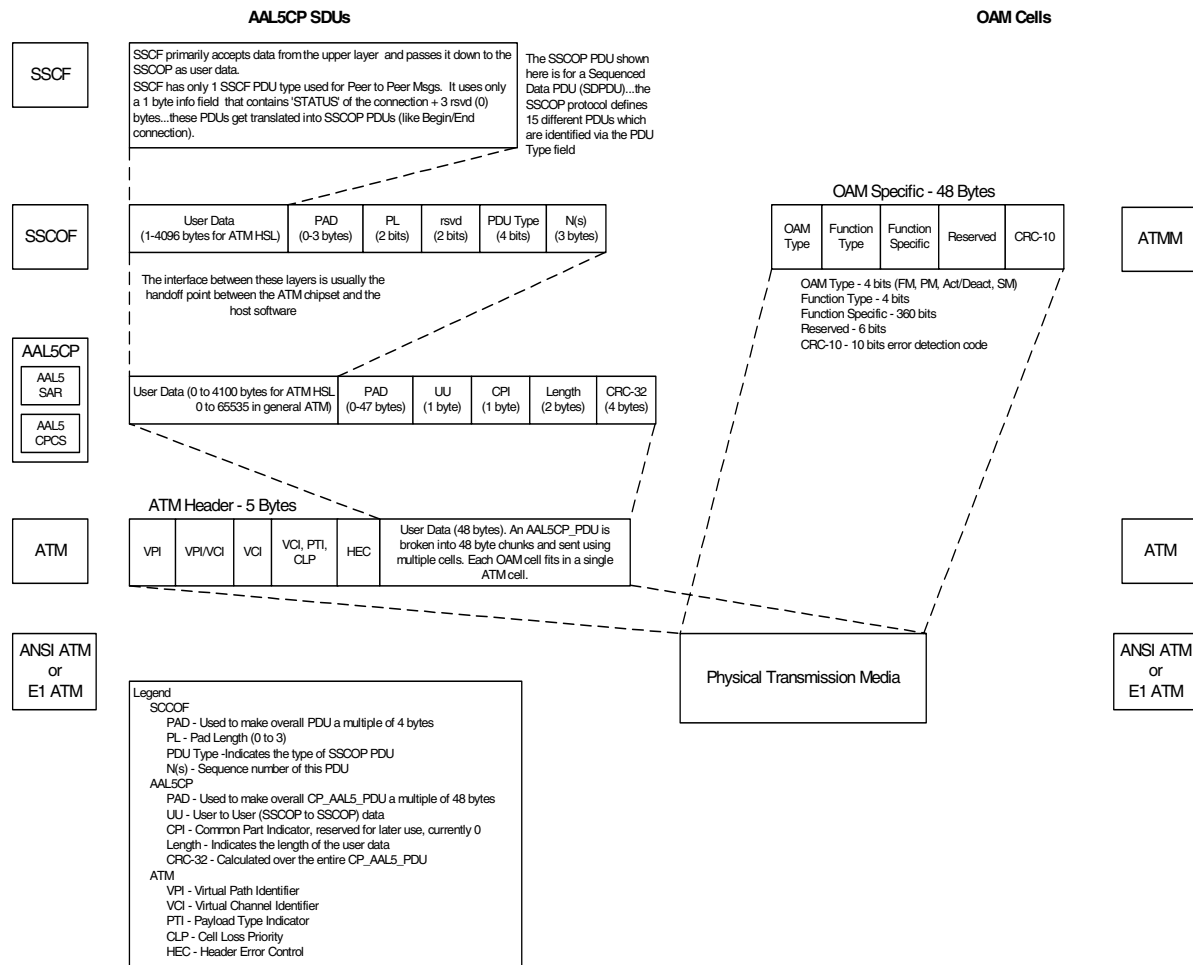 AAL5CP SDUs
OAM Cells
SSCF
SSCF primarily accepts data from the upper layer and passes it down to the
SSCOP as user data.
SSCF has only 1 SSCF PDU type used for Peer to Peer Msgs. It uses only
a 1 byte info field that contains 'STATUS' of the connection + 3 rsvd (0)
bytes...these PDUs get translated into SSCOP PDUs (like Begin/End
connection).
The SSCOP PDU shown
here is for a Sequenced
Data PDU (SDPDU)...the
SSCOP protocol defines
15 different PDUs which
are identified via the PDU
Type field
SSCOF
User Data
(1-4096 bytes for ATM HSL)
PAD
(0-3 bytes)
PL
(2 bits)
rsvd
(2 bits)
PDU Type
(4 bits)
N(s)
(3 bytes)
OAM Specific - 48 Bytes
OAM
Type
Function
Type
Function
Specific
Reserved
CRC-10
ATMM
The interface between these layers is usually the
handoff point between the ATM chipset and the
host software
OAM Type - 4 bits (FM, PM, Act/Deact, SM)
Function Type - 4 bits
Function Specific - 360 bits
Reserved - 6 bits
CRC-10 - 10 bits error detection code
AAL5CP
AAL5
SAR
AAL5
CPCS
User Data (0 to 4100 bytes for ATM HSL
0 to 65535 in general ATM)
PAD
(0-47 bytes)
UU
(1 byte)
CPI
(1 byte)
Length
(2 bytes)
CRC-32
(4 bytes)
ATM Header - 5 Bytes
ATM
VPI
VPI/VCI
VCI
VCI, PTI,
CLP
HEC
User Data (48 bytes). An AAL5CP_PDU is
broken into 48 byte chunks and sent using
multiple cells. Each OAM cell fits in a single
ATM cell.
ATM
ANSI ATM
or
E1 ATM
Physical Transmission Media
ANSI ATM
or
E1 ATM
Legend
SCCOF
PAD - Used to make overall PDU a multiple of 4 bytes
PL - Pad Length (0 to 3)
PDU Type -Indicates the type of SSCOP PDU
N(s) - Sequence number of this PDU
AAL5CP
PAD - Used to make overall CP_AAL5_PDU a multiple of 48 bytes
UU - User to User (SSCOP to SSCOP) data
CPI - Common Part Indicator, reserved for later use, currently 0
Length - Indicates the length of the user data
CRC-32 - Calculated over the entire CP_AAL5_PDU
ATM
VPI - Virtual Path Identifier
VCI - Virtual Channel Identifier
PTI - Payload Type Indicator
CLP - Cell Loss Priority
HEC - Header Error Control